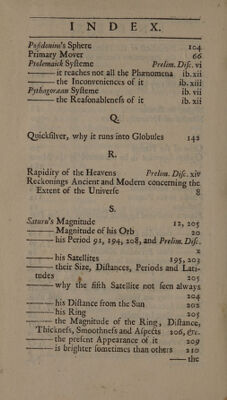 INDEX.
Posidonius's Sphere 104
Primary Mover 66
Ptolemaick Systeme Prelim. Disc. vi
—— it reaches not all the Phænomena ib. xii
—— the Inconveniences of it ib. xiii
Pythagoræan Systeme ib. vii
—— the Reasonableness of it ib. xii
Q.
Quicksilver, why it runs into Globules 142
R.
Rapidity of the Heavens Prelim. Disc. xiv
Reckonings Ancient and Modern concerning the
Extent of the Universe 8
S.
Saturn's Magnitude 12, 205
—— Magnitude of his Orb 20
—— his Period 91, 194, 208, and Prelim. Disc.
x
—— his Satellites 195, 203
—— their Size, Distances, Periods and Lati-
tudes 205
—— why the fifth Satellite not seen always
204
—— his Distance from the Sun 202
—— his Ring 205
—— the Magnitude of the Ring, Distance,
Thickness, Smoothness and Aspects 206, &c.
—— the present Appearance of it 209
—— is brighter sometimes than others 210
—— the